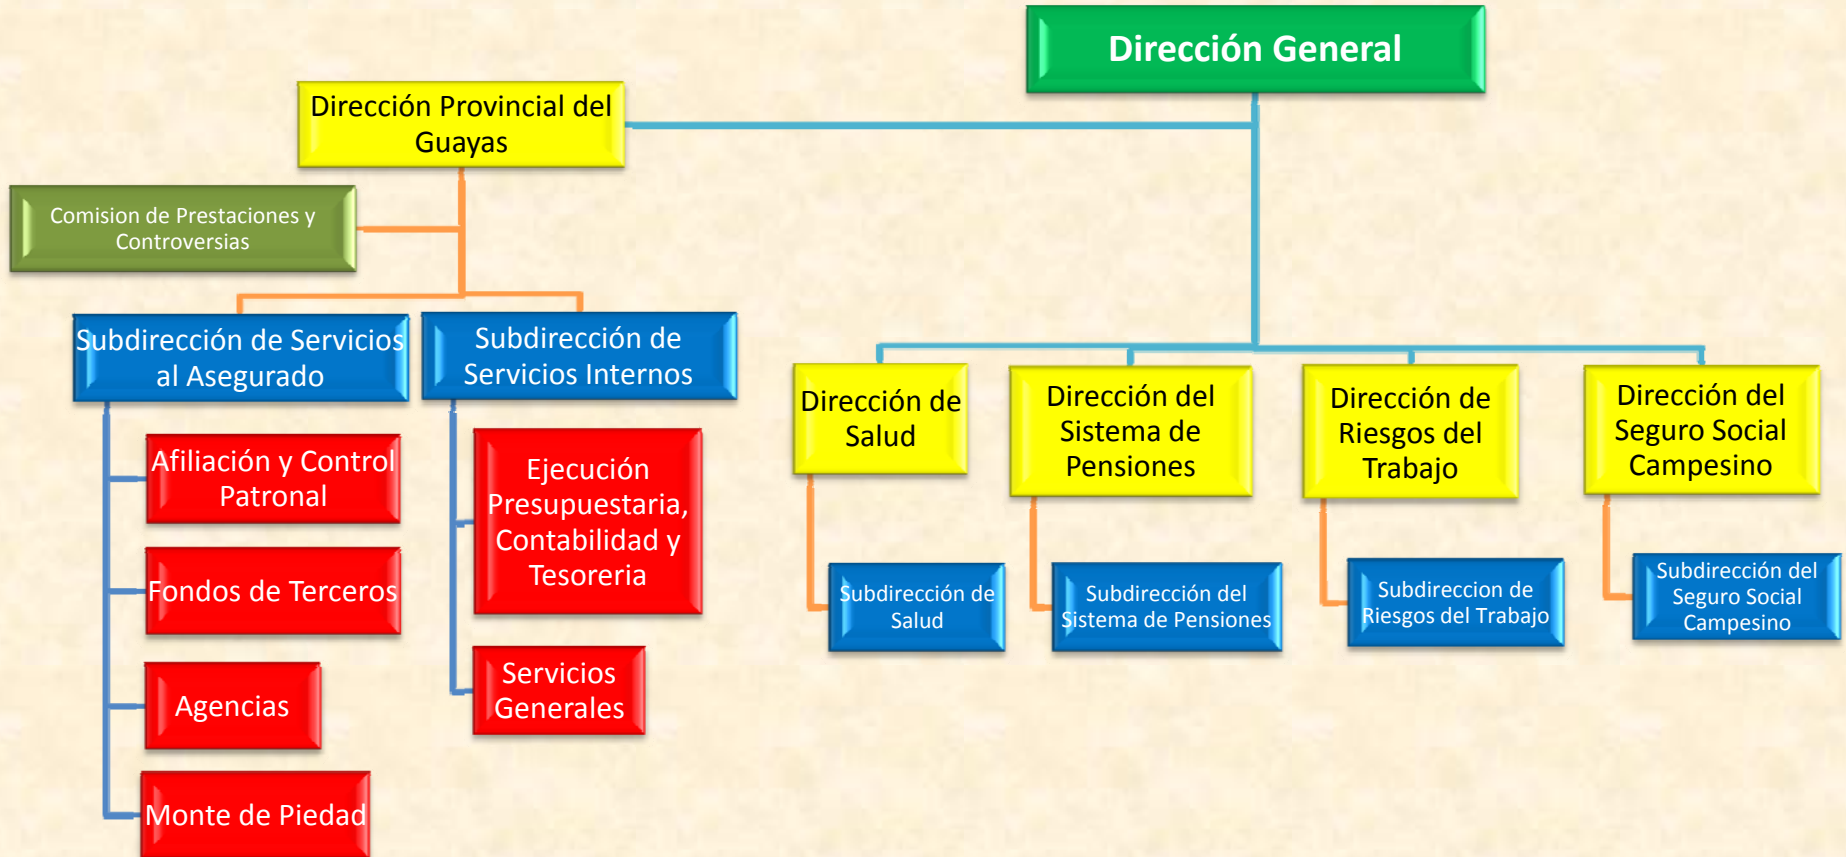 Dirección General
Dirección Provincial del
Guayas
Comision de Prestaciones y
Controversias
Subdirección de Servicios
al Asegurado
Subdirección de
Servicios Internos
Afiliación y Control
Patronal
Fondos de Terceros
Agencias
Monte de Piedad
Ejecución
Presupuestaria,
Contabilidad y
Tesoreria
Servicios
Generales
Dirección de
Salud
Dirección del
Sistema de
Pensiones
Dirección de
Riesgos del
Trabajo
Dirección del
Seguro Social
Campesino
Subdirección de
Salud
Subdirección del
Sistema de Pensiones
Subdireccion de
Riesgos del Trabajo
Subdirección del
Seguro Social
Campesino